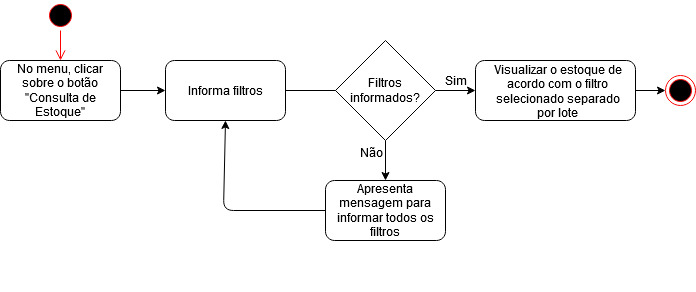 No menu, clicar
sobre o botão
"Consulta de
Estoque"
Informa filtros
Filtros
informados?
Sim
Visualizar o estoque de
acordo com o filtro
selecionado separado
por lote
Não
Apresenta
mensagem para
informar todos os
filtros